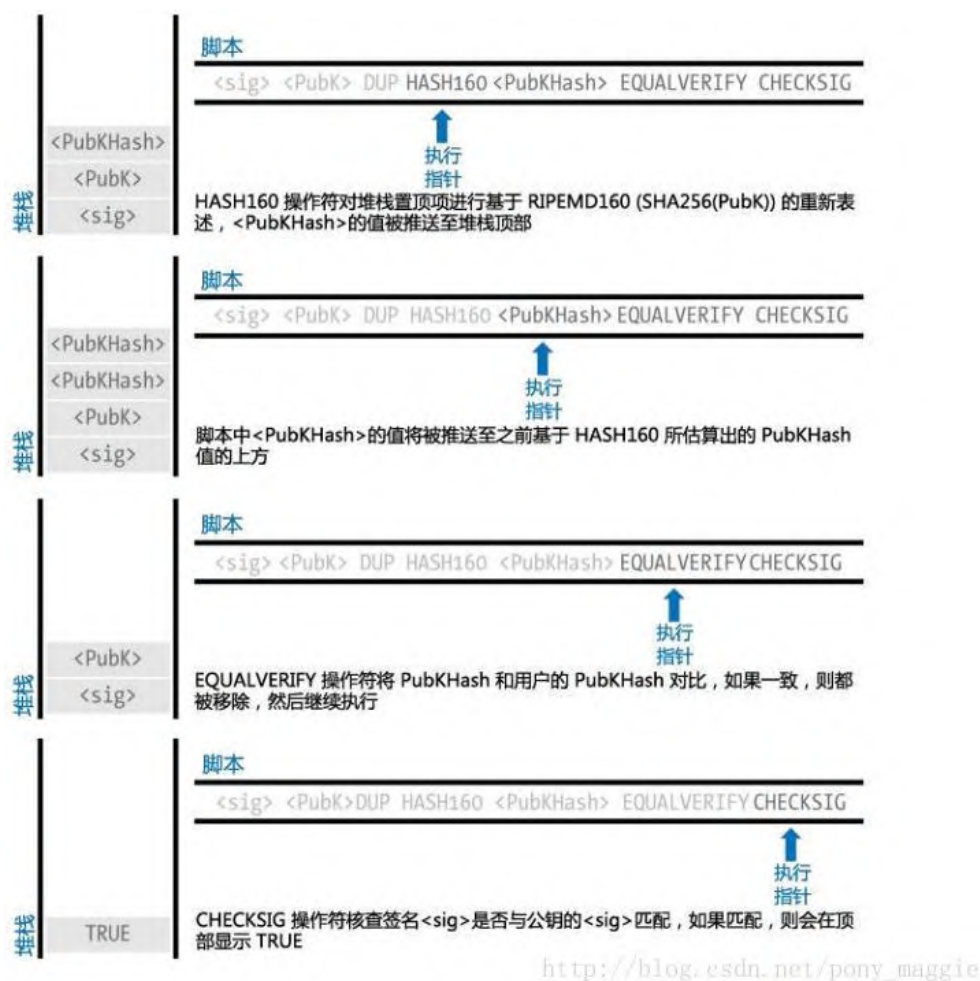 脚本
<sig> <PubK> DUP HASH160 <PubKHash> EQUALVERIFY CHECKSIG
执行
指针
<PubKHash>
<PubK>
<sig>
堆栈
HASH160 操作符对堆栈置顶项进行基于 RIPEMD160 (SHA256(PubK)) 的重新表
述，<PubKHash>的值被推送至堆栈顶部
脚本
<sig> <PubK> DUP HASH160 <PubKHash> EQUALVERIFY CHECKSIG
执行
指针
<PubKHash>
<PubKHash>
<PubK>
<sig>
堆栈
脚本中<PubKHash>的值将被推送至之前基于 HASH160 所估算出的 PubKHash
值的上方
脚本
<sig> <PubK> DUP HASH160 <PubKHash> EQUALVERIFY CHECKSIG
执行
指针
<PubK>
<sig>
堆栈
EQUALVERIFY 操作符将 PubKHash 和用户的 PubKHash 对比，如果一致，则都
被移除，然后继续执行
脚本
<sig> <PubK>DUP HASH160 <PubKHash> EQUALVERIFY CHECKSIG
执行
指针
TRUE
堆栈
CHECKSIG 操作符核查签名<sig>是否与公钥的<sig>匹配，如果匹配，则会在顶
部显示 TRUE
http://blog.csdn.net/pony_maggie